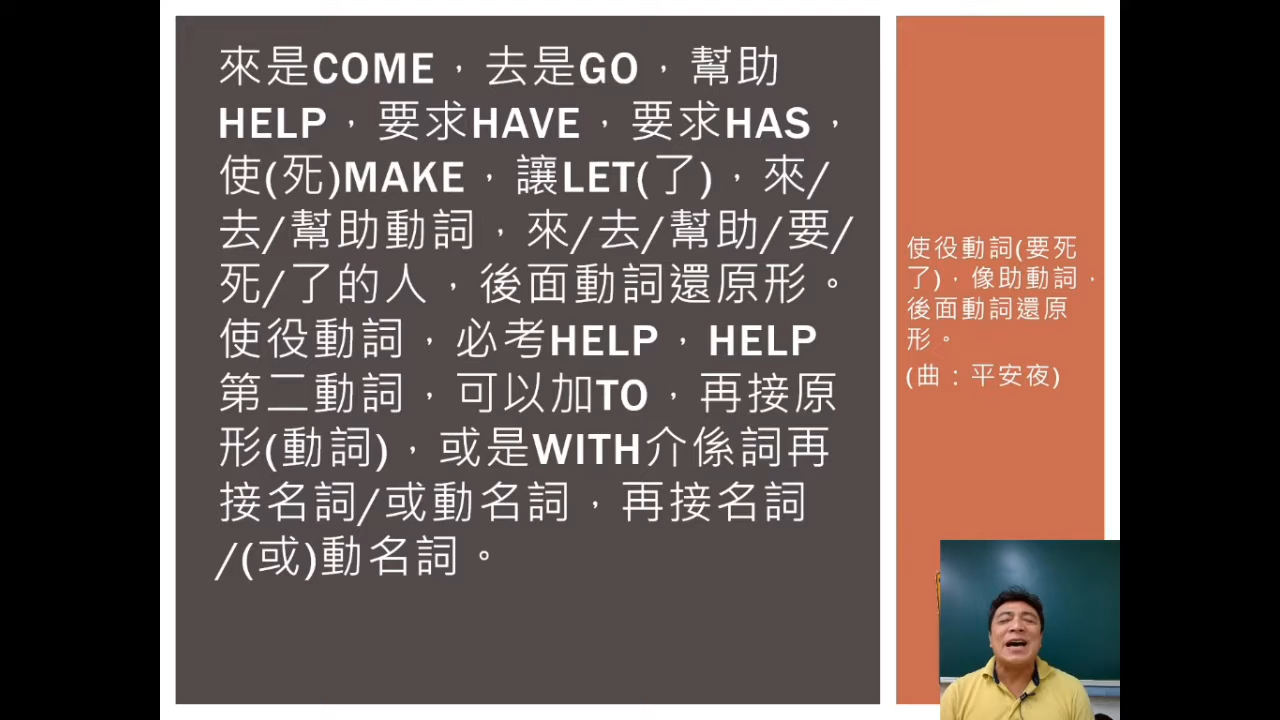 來是COME，去是GO，幫助
HELP，要求HAVE，要求HAS，
使(死)MAKE，讓LET(了)，來/
去/幫助動詞，來/去/幫助/要/
死/了的人，後面動詞還原形。
使役動詞，必考HELP，HELP
第二動詞，可以加TO，再接原
形(動詞)，或是WITH介係詞再
接名詞/或動名詞，再接名詞
/(或)動名詞。
使役動詞(要死
了)，像助動詞，
後面動詞還原
形。
(曲：平安夜)